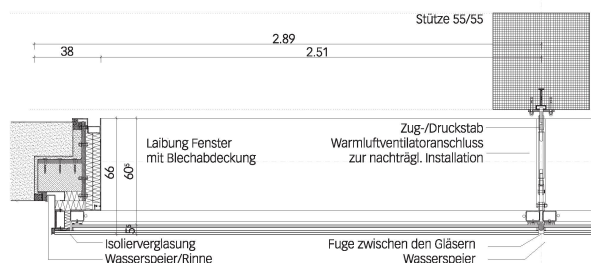 Stütze 55/55
2.89
38
2.51
Zug-/Druckstab
Laibung Fenster
mit Blechabdeckung
Warmluftventilatoranschluss
zur nachträgl. Installation
66
60⁵
5⁵
Isolierverglasung
Wasserspeier/Rinne
Fuge zwischen den Gläsern
Wasserspeier